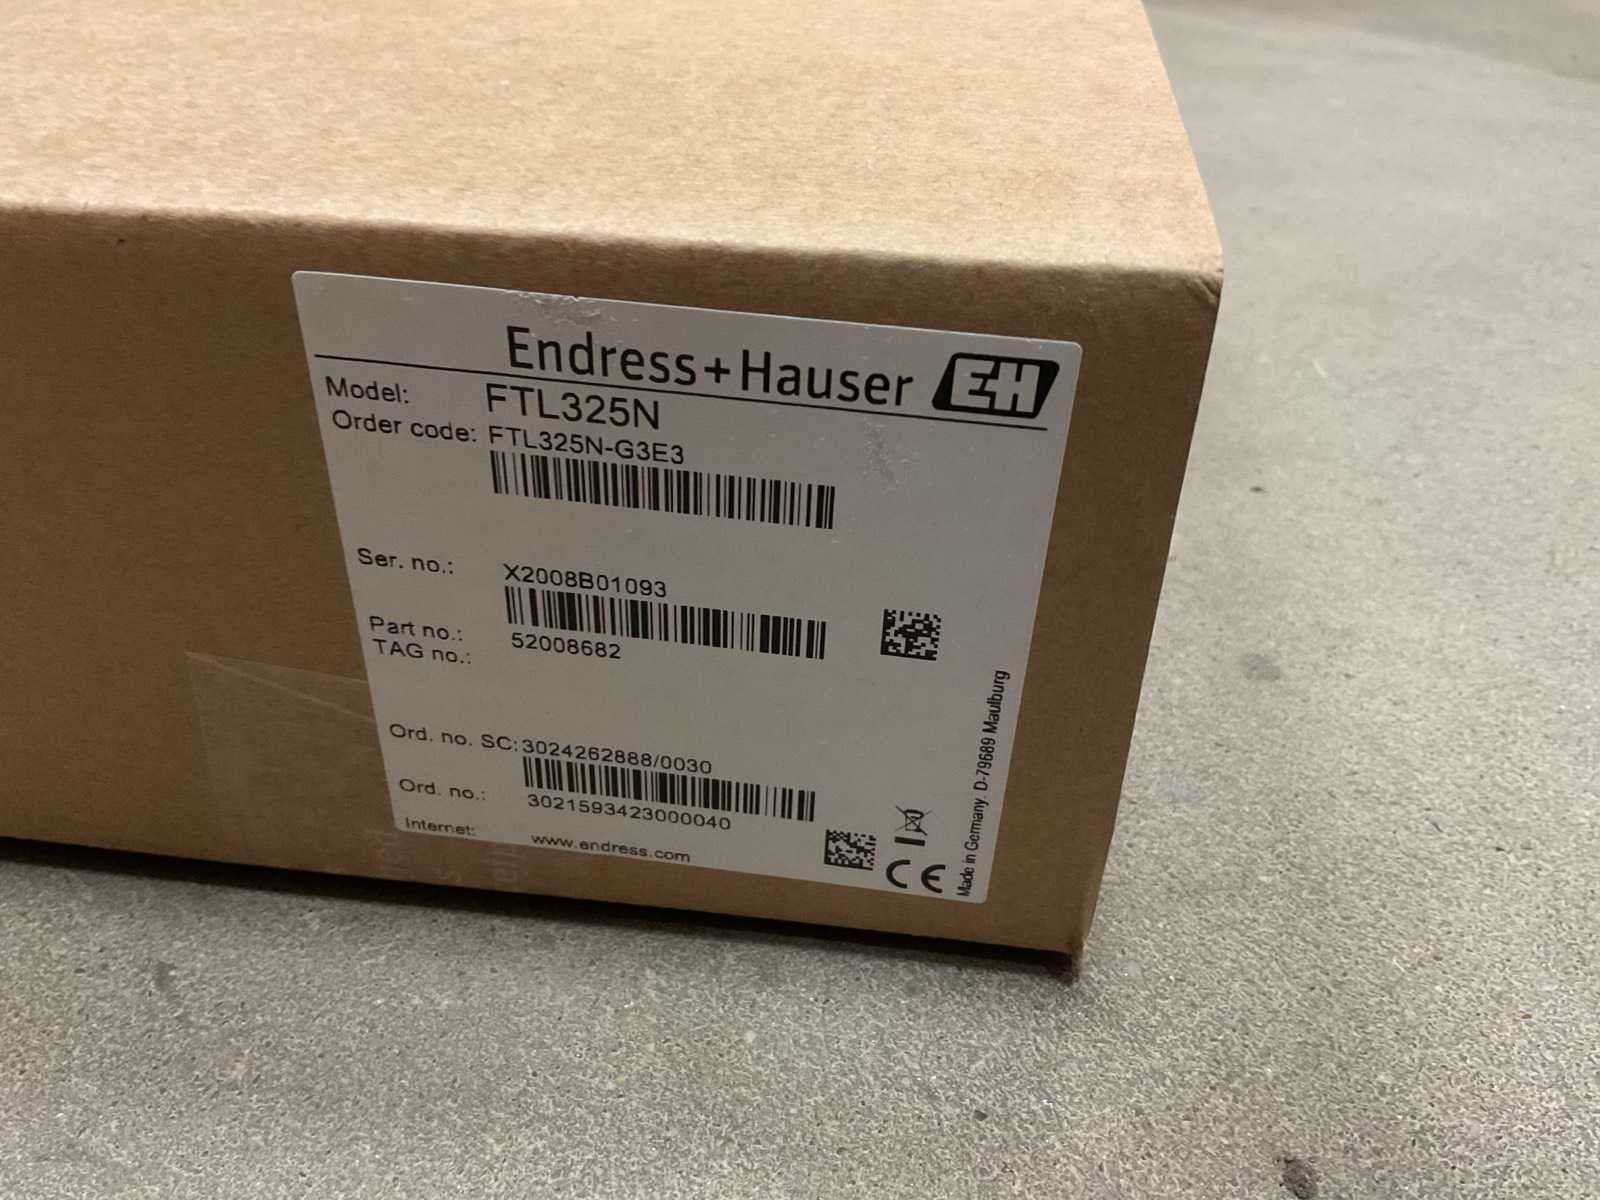 Endress+Hauser EH
Model: FTL325N
Order code: FTL325N-G3E3
Ser. no.: X2008B01093
Part no.: 52008682
TAG no.:
Ord. no. SC: 3024262888/0030
Ord. no.: 3021593423000040
Internet: www.endress.com
CE
Made in Germany. D-79689 Maulburg